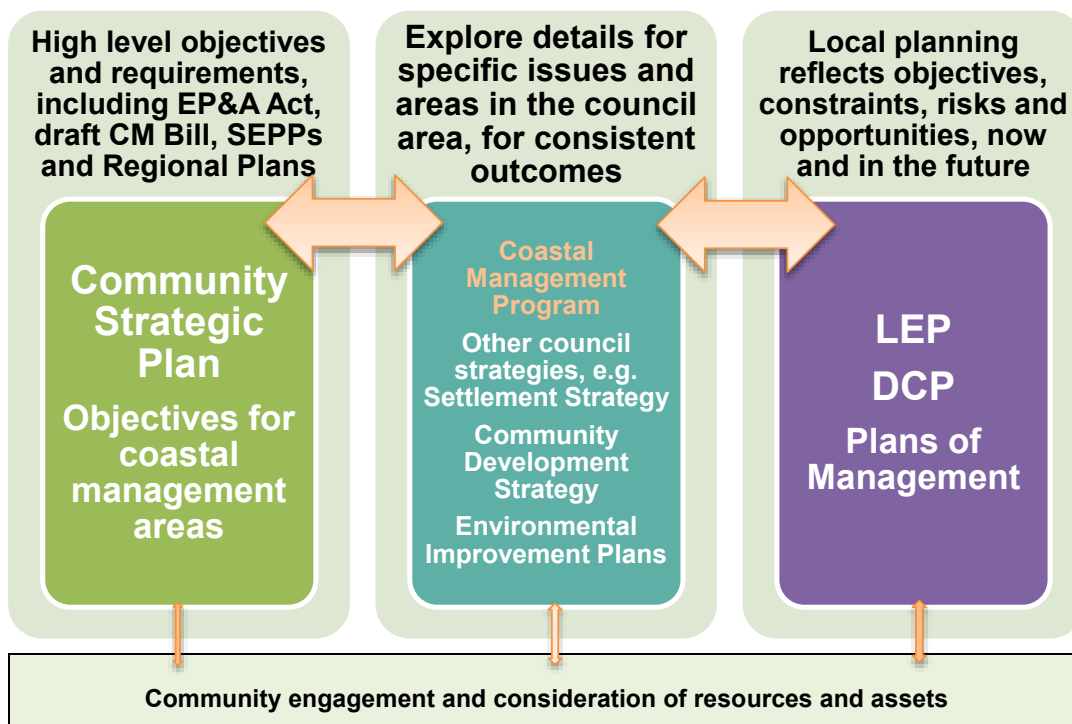 High level objectives
and requirements,
including EP&A Act,
draft CM Bill, SEPPs
and Regional Plans
Community
Strategic
Plan
Objectives for
coastal
management
areas
Explore details for
specific issues and
areas in the council
area, for consistent
outcomes
Coastal
Management
Program
Other council
strategies, e.g.
Settlement Strategy
Community
Development
Strategy
Environmental
Improvement Plans
Local planning
reflects objectives,
constraints, risks and
opportunities, now
and in the future
LEP
DCP
Plans of
Management
Community engagement and consideration of resources and assets